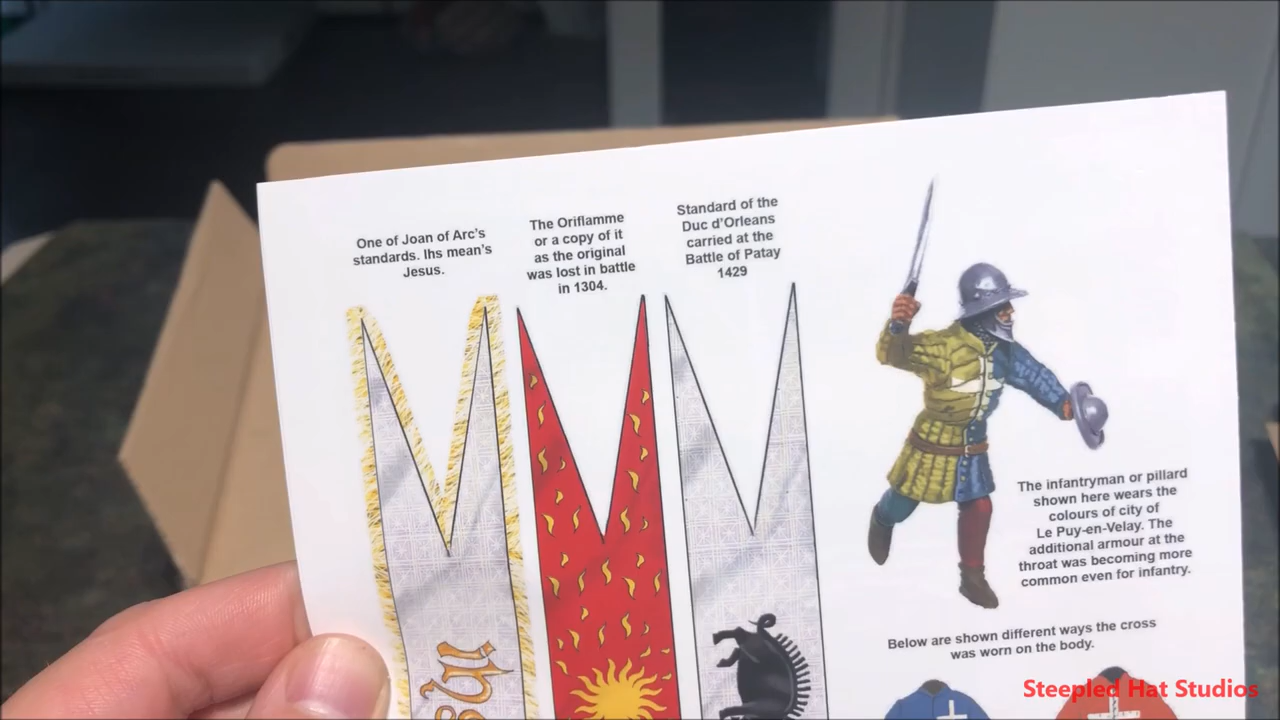 One of Joan of Arc's
standards. Ihs mean's
Jesus.
The Oriflamme
or a copy of it
as the original
was lost in battle
in 1304.
Standard of the
Duc d'Orleans
carried at the
Battle of Patay
1429
The infantryman or pillard
shown here wears the
colours of city of
Le Puy-en-Velay. The
additional armour at the
throat was becoming more
common even for infantry.
Below are shown different ways the cross
was worn on the body.
ihs
Steepled Hat Studios